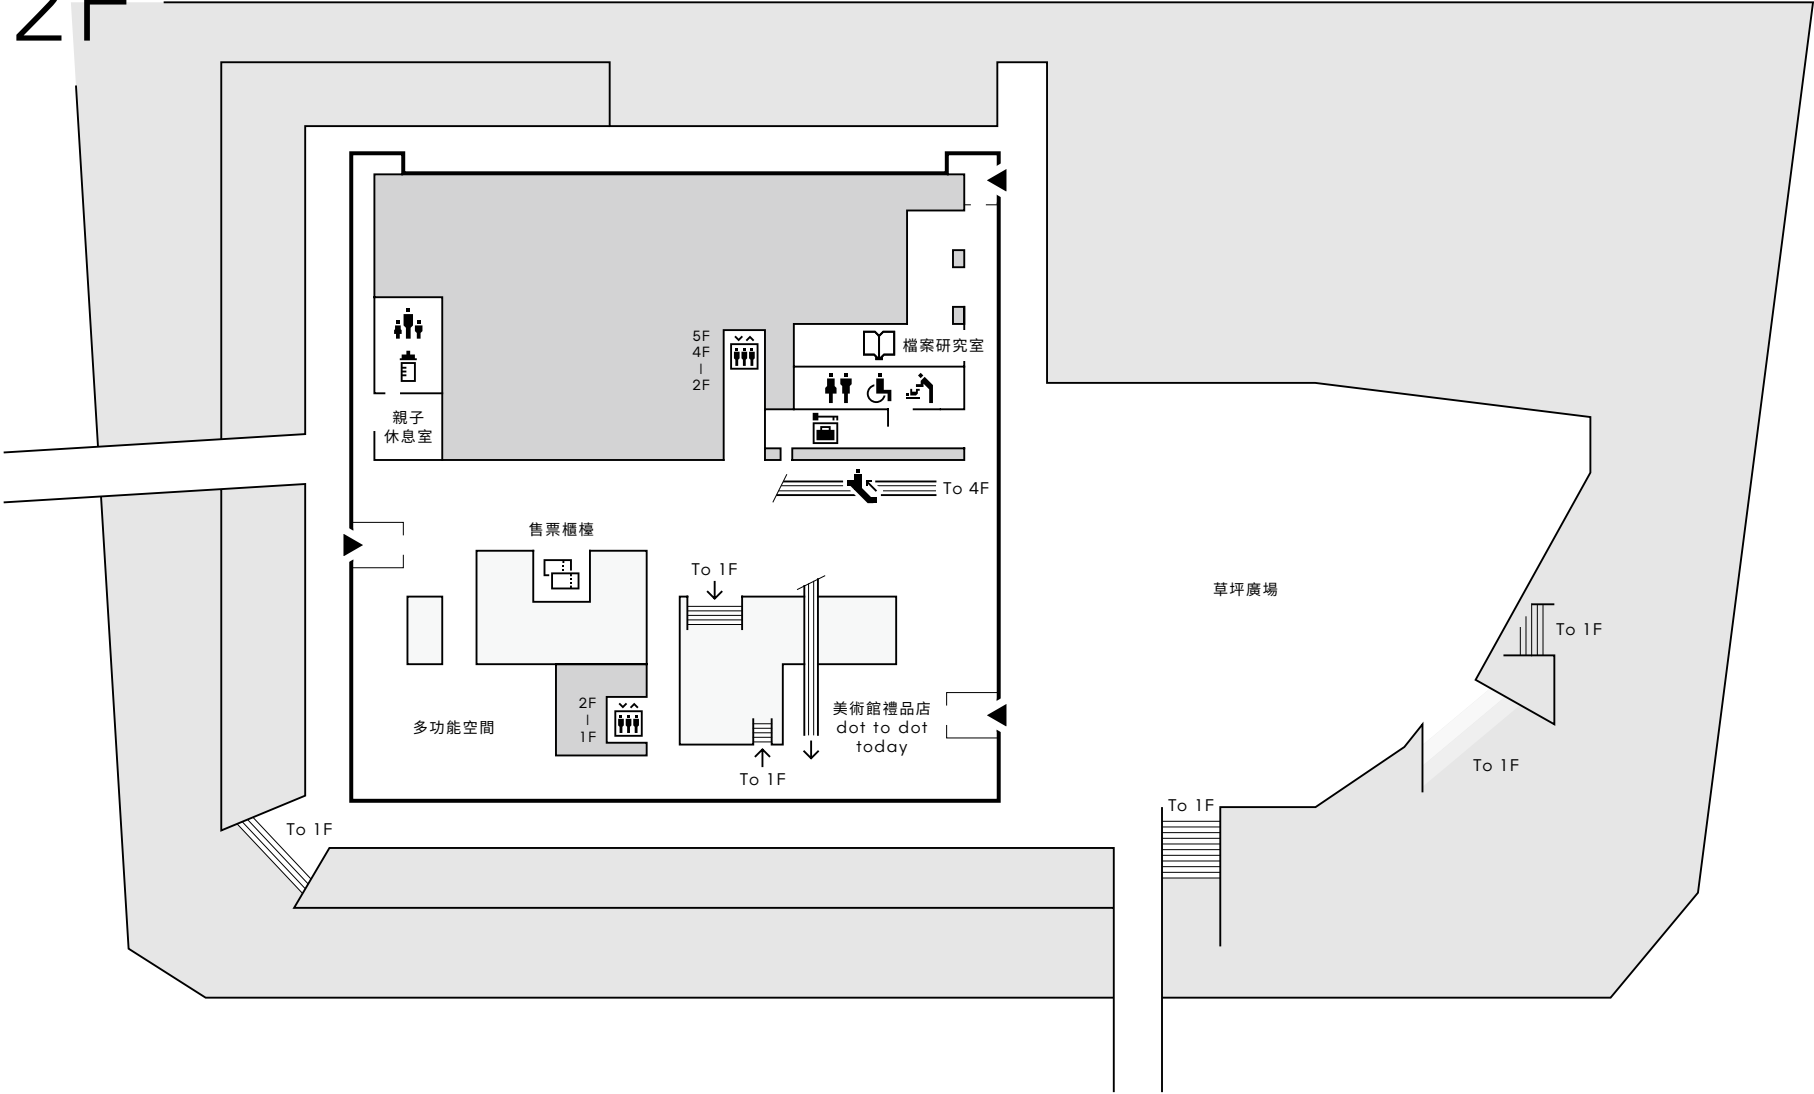 2F
5F
4F
|
2F
檔案研究室
親子
休息室
To 4F
售票櫃檯
To 1F
草坪廣場
To 1F
2F
|
1F
美術館禮品店
dot to dot
today
多功能空間
To 1F
To 1F
To 1F
To 1F